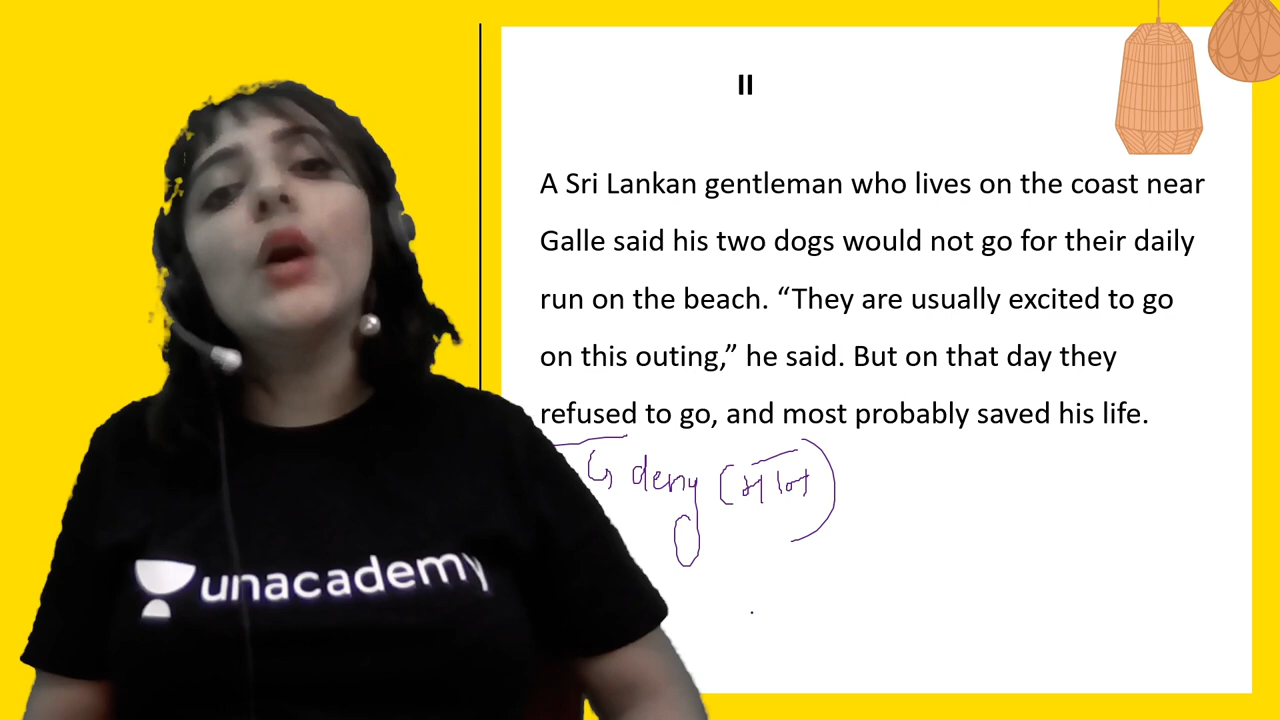 II
A Sri Lankan gentleman who lives on the coast near
Galle said his two dogs would not go for their daily
run on the beach. “They are usually excited to go
on this outing,” he said. But on that day they
refused to go, and most probably saved his life.
deny
unacademy